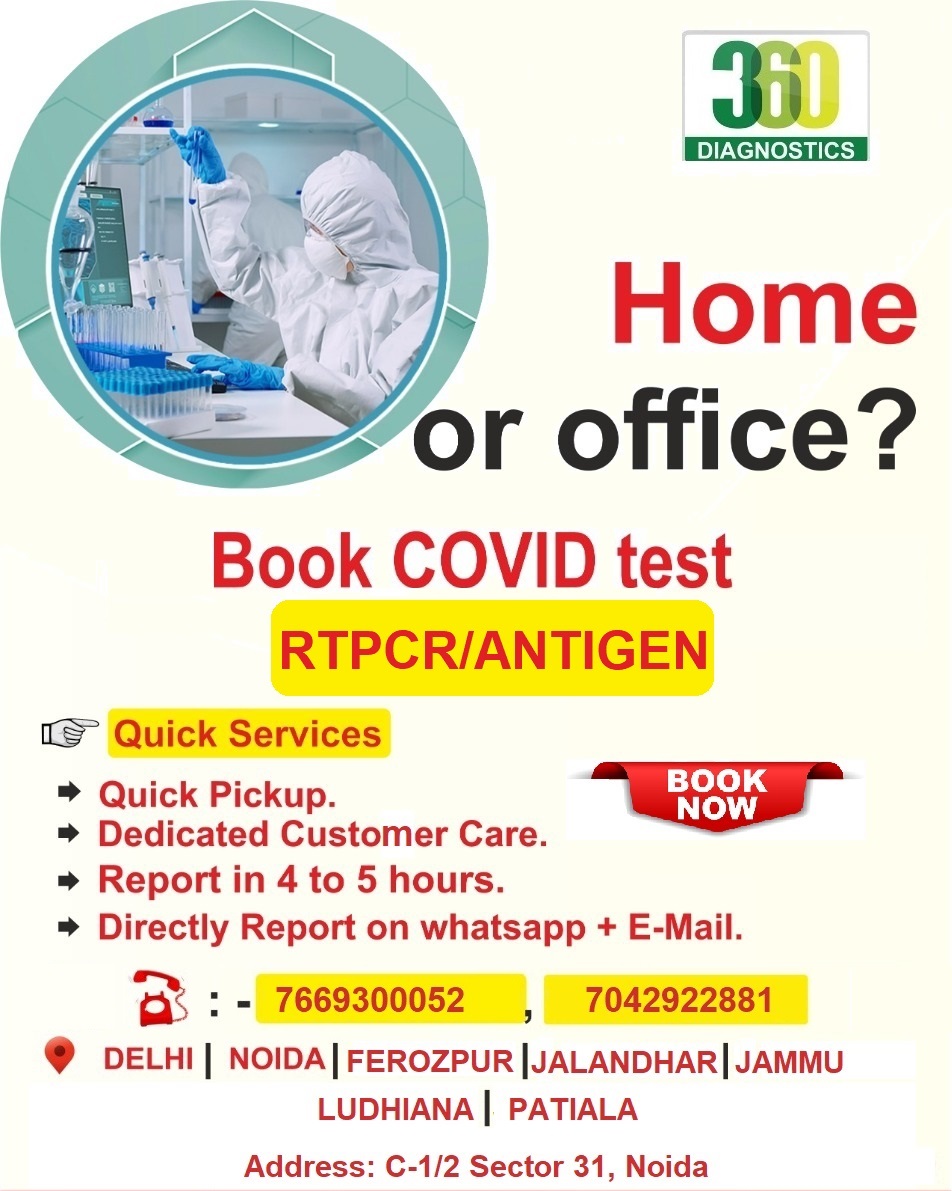 360
DIAGNOSTICS
Home
or office?
Book COVID test
RTPCR/ANTIGEN
Quick Services
Quick Pickup.
Dedicated Customer Care.
Report in 4 to 5 hours.
Directly Report on whatsapp + E-Mail.
BOOK
NOW
: - 7669300052 , 7042922881
DELHI | NOIDA | FEROZPUR | JALANDHAR | JAMMU
LUDHIANA | PATIALA
Address: C-1/2 Sector 31, Noida